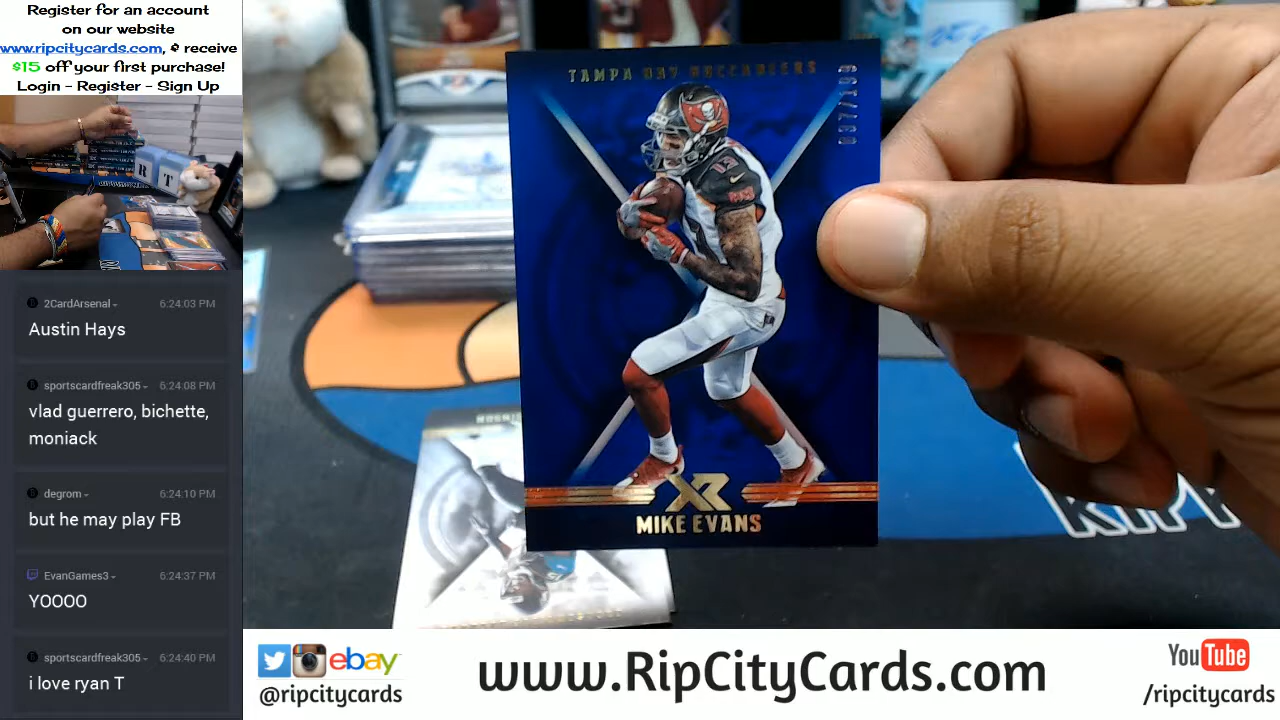 Register for an account
on our website
www.ripcitycards.com, & receive
$15 off your first purchase!
Login - Register - Sign Up
2CardArsenal 6:24:03 PM
Austin Hays
sportscardfreak305 6:24:08 PM
vlad guerrero, bichette,
moniack
degrom 6:24:10 PM
but he may play FB
EvanGames3 6:24:37 PM
YOOOO
sportscardfreak305 6:24:40 PM
i love ryan T
TAMPA BAY BUCCANEERS
037/199
13
XR
MIKE EVANS
R T
ebay
@ripcitycards
www.RipCityCards.com
YouTube
/ripcitycards